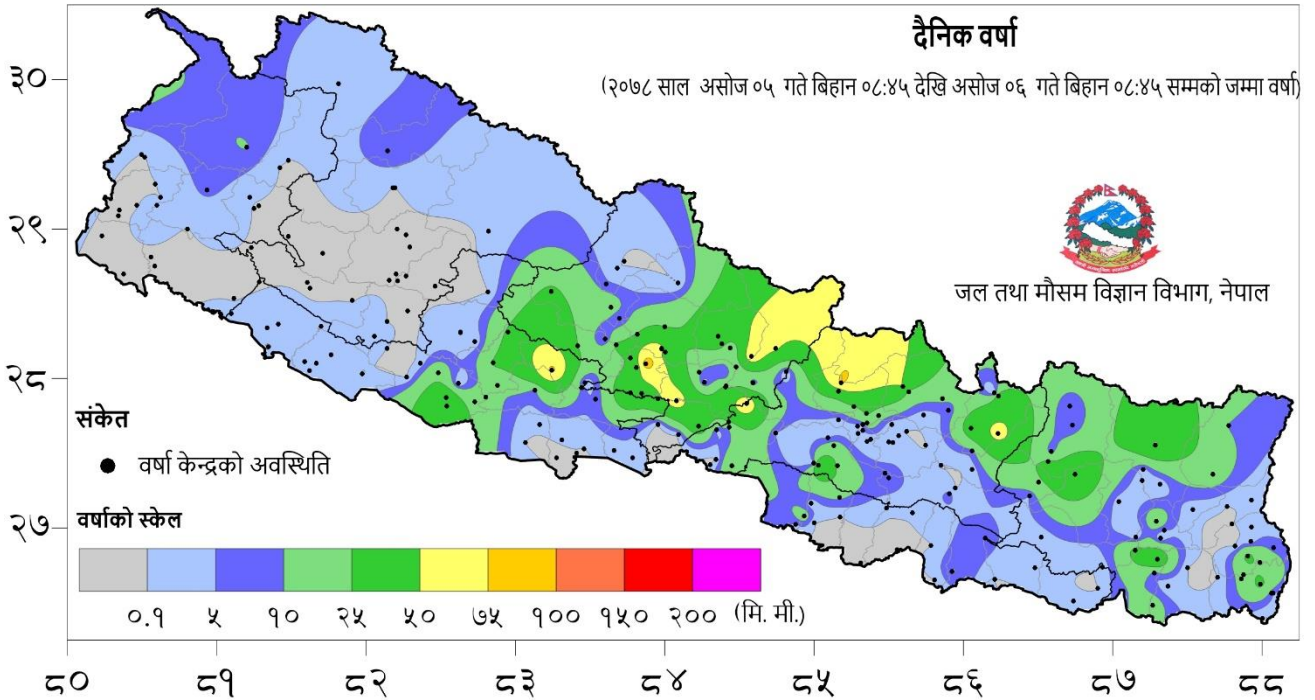 दैनिक वर्षा
(२०७८ साल असोज ०५ गते बिहान ०८:४५ देखि असोज ०६ गते बिहान ०८:४५ सम्मको जम्मा वर्षा)
३०
२९
२८
२७
जल तथा मौसम विज्ञान विभाग, नेपाल
संकेत
वर्षा केन्द्रको अवस्थिति
वर्षाको स्केल
०.१ ५ १० २५ ५० ७५ १०० १५० २०० (मि. मी.)
८० ८१ ८२ ८३ ८४ ८५ ८६ ८७ ८८